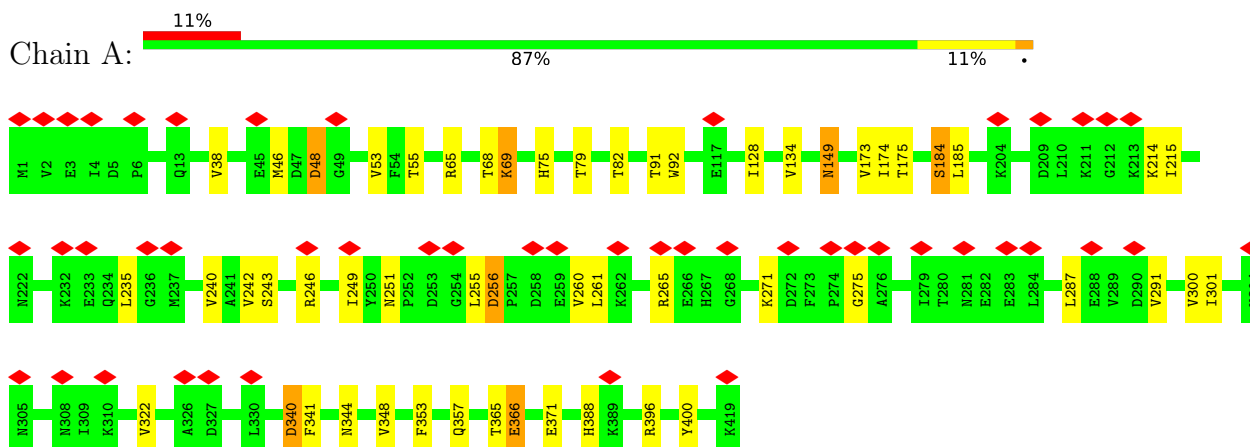 11%
Chain A:
87% 11% •
M1 V2 E3 I4 D5 P6 Q13 V38 E45 M46 D47 D48 G49 V53 F54 T55 R65 T68 K69 H75 T79 T82 T91 W92 E117 I128 V134 N149 V173 I174 T175 S184 L185 K204 D209 L210 K211 G212 K213 K214 I215
N222 K232 E233 Q234 L235 G236 M237 V240 A241 V242 S243 R246 I249 Y250 N251 P252 D253 G254 L255 D256 P257 D258 E259 V260 L261 K262 R265 E266 H267 G268 K271 D272 F273 P274 G275 A276 I279 T280 N281 E282 E283 L284 L287 E288 V289 D290 V291 V300 I301
N305 N308 I309 K310 V322 A326 D327 L330 D340 F341 N344 V348 F353 Q357 T365 E366 E371 H388 K389 R396 Y400 K419